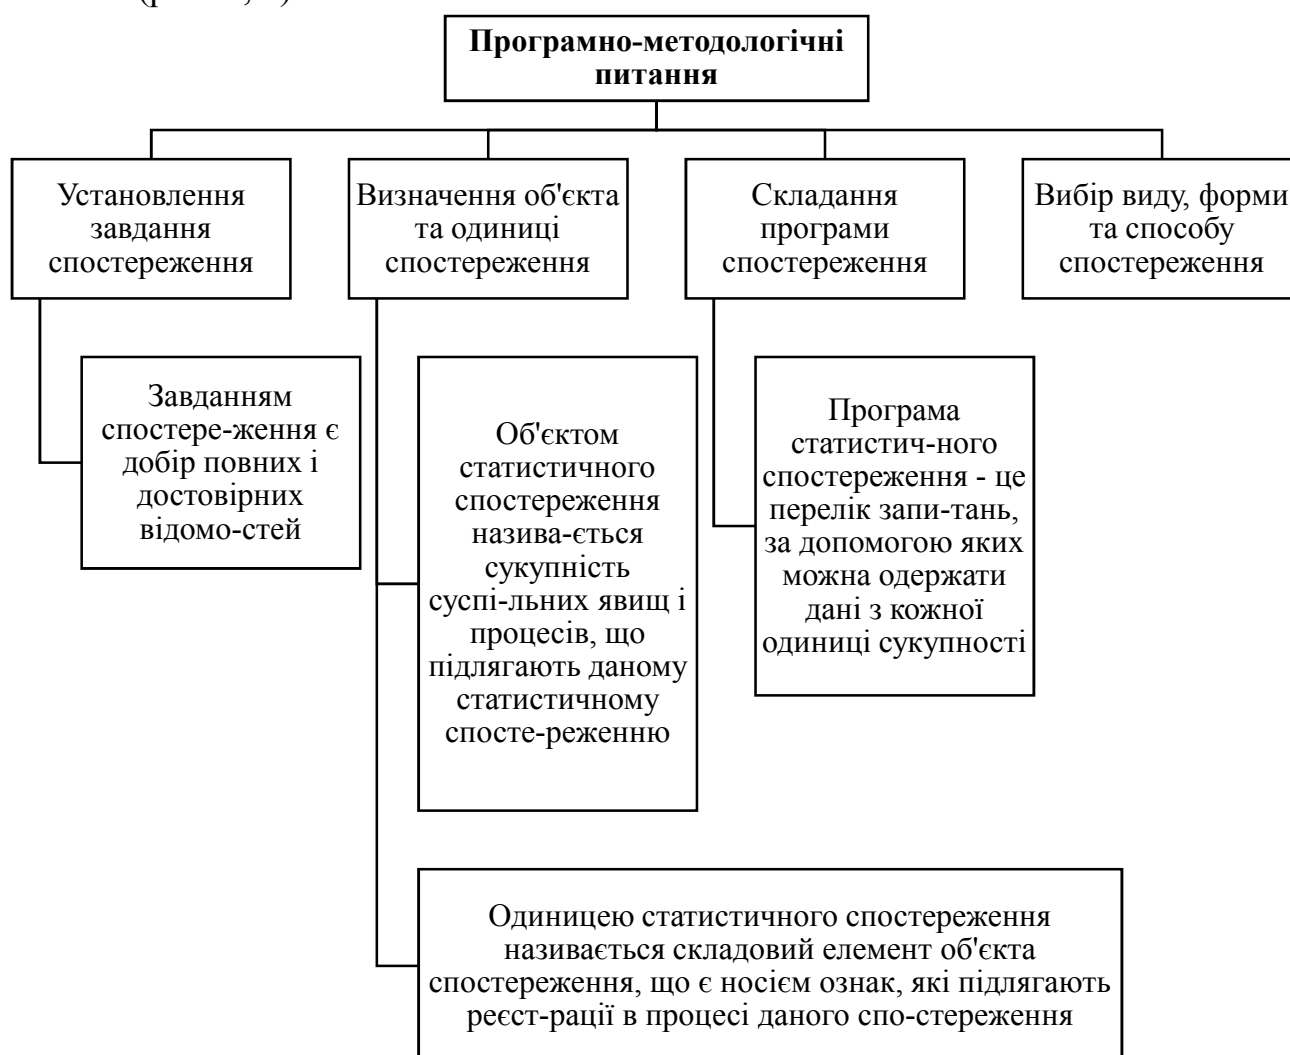 Програмно-методологічні
питання
Установлення
завдання
спостереження
Визначення об'єкта
та одиниці
спостереження
Складання
програми
спостереження
Вибір виду, форми
та способу
спостереження
Завданням
спостере-ження є
добір повних і
достовірних
відомо-стей
Об'єктом
статистичного
спостереження
назива-ється
сукупність
суспі-льних явищ і
процесів, що
підлягають даному
статистичному
спосте-реженню
Програма
статистич-ного
спостереження - це
перелік запи-тань,
за допомогою яких
можна одержати
дані з кожної
одиниці сукупності
Одиницею статистичного спостереження
називається складовий елемент об'єкта
спостереження, що є носієм ознак, які підлягають
реєст-рації в процесі даного спо-стереження